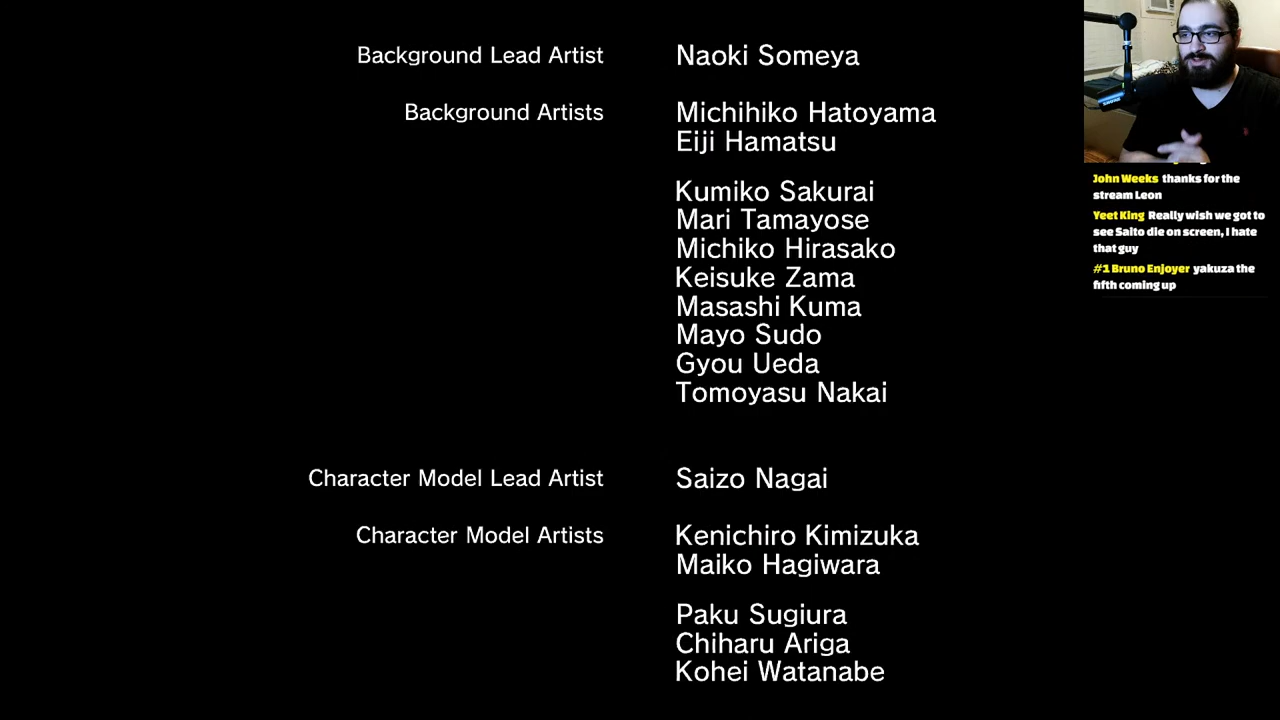 Background Lead Artist Naoki Someya
Background Artists Michihiko Hatoyama
Eiji Hamatsu
Kumiko Sakurai
Mari Tamayose
Michiko Hirasako
Keisuke Zama
Masashi Kuma
Mayo Sudo
Gyou Ueda
Tomoyasu Nakai
Character Model Lead Artist Saizo Nagai
Character Model Artists Kenichiro Kimizuka
Maiko Hagiwara
Paku Sugiura
Chiharu Ariga
Kohei Watanabe
John Weeks thanks for the
stream Leon
Yeet King Really wish we got to
see Saito die on screen, I hate
that guy
#1 Bruno Enjoyer yakuza the
fifth coming up